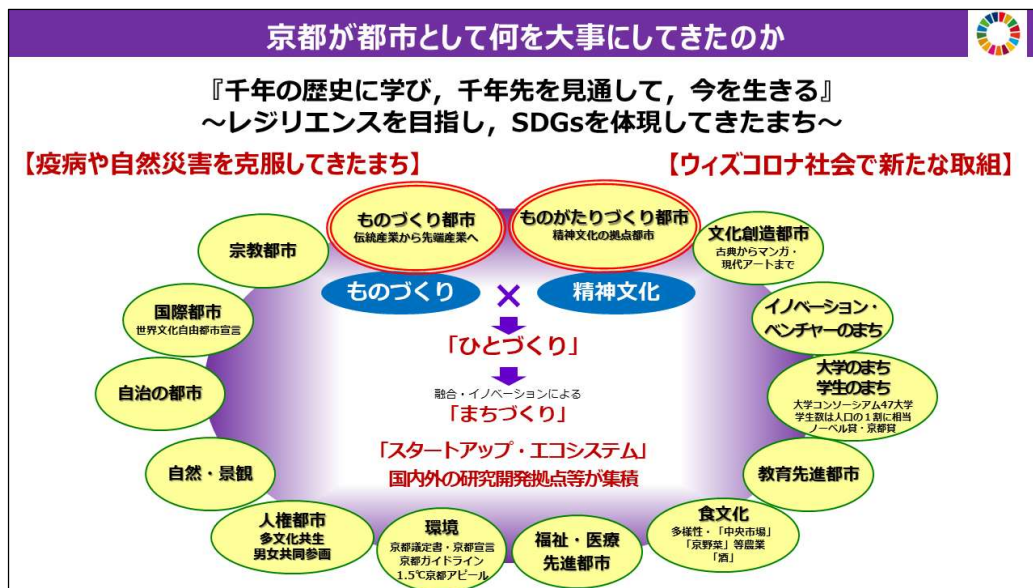 京都が都市として何を大事にしてきたのか
『千年の歴史に学び，千年先を見通して，今を生きる』
～レジリエンスを目指し，SDGsを体現してきたまち～
【疫病や自然災害を克服してきたまち】
【ウィズコロナ社会で新たな取組】
ものづくり都市
伝統産業から先端産業へ
ものがたりづくり都市
精神文化の拠点都市
文化創造都市
古典からマンガ・
現代アートまで
イノベーション・
ベンチャーのまち
大学のまち
学生のまち
大学コンソーシアム47大学
学生数は人口の１割に相当
ノーベル賞・京都賞
教育先進都市
食文化
多様性・「中央市場」
「京野菜」等農業
「酒」
福祉・医療
先進都市
環境
京都議定書・京都宣言
京都ガイドライン
1.5℃京都アピール
人権都市
多文化共生
男女共同参画
自然・景観
自治の都市
国際都市
世界文化自由都市宣言
宗教都市
ものづくり
×
精神文化
「ひとづくり」
融合・イノベーションによる
「まちづくり」
「スタートアップ・エコシステム」
国内外の研究開発拠点等が集積